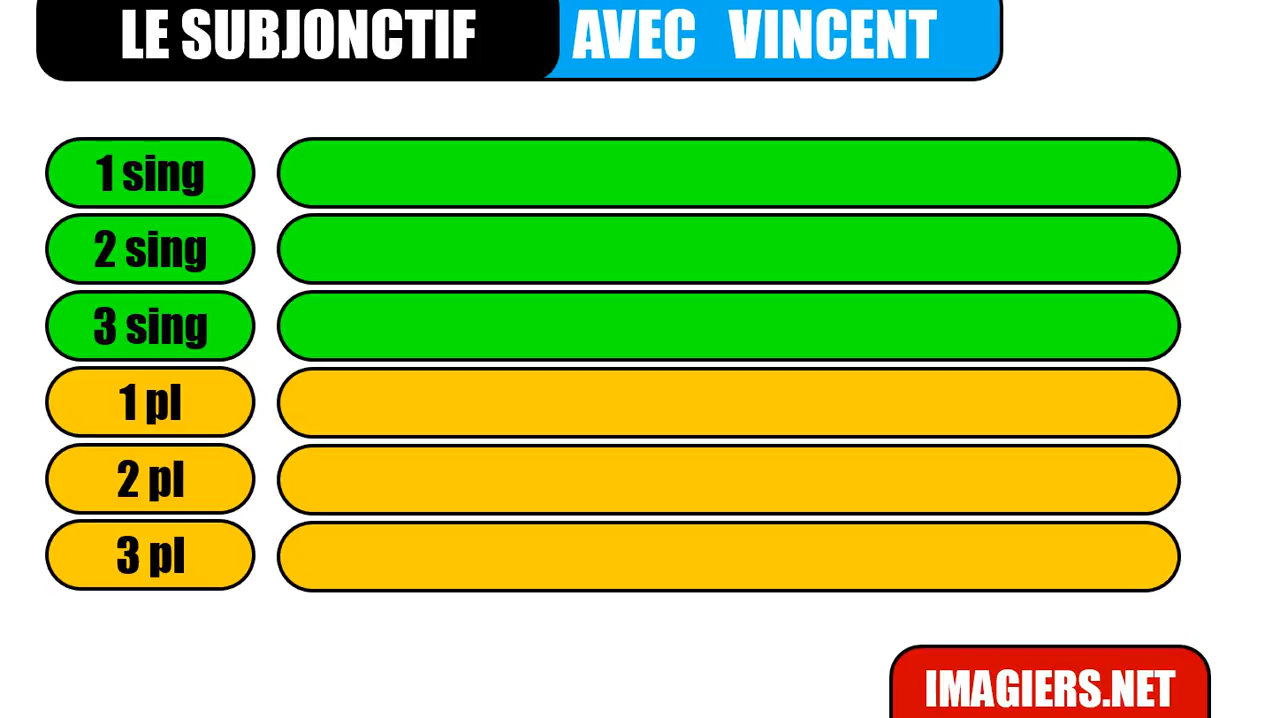 LE SUBJONCTIF AVEC VINCENT
1 sing
2 sing
3 sing
1 pl
2 pl
3 pl
IMAGIERS.NET